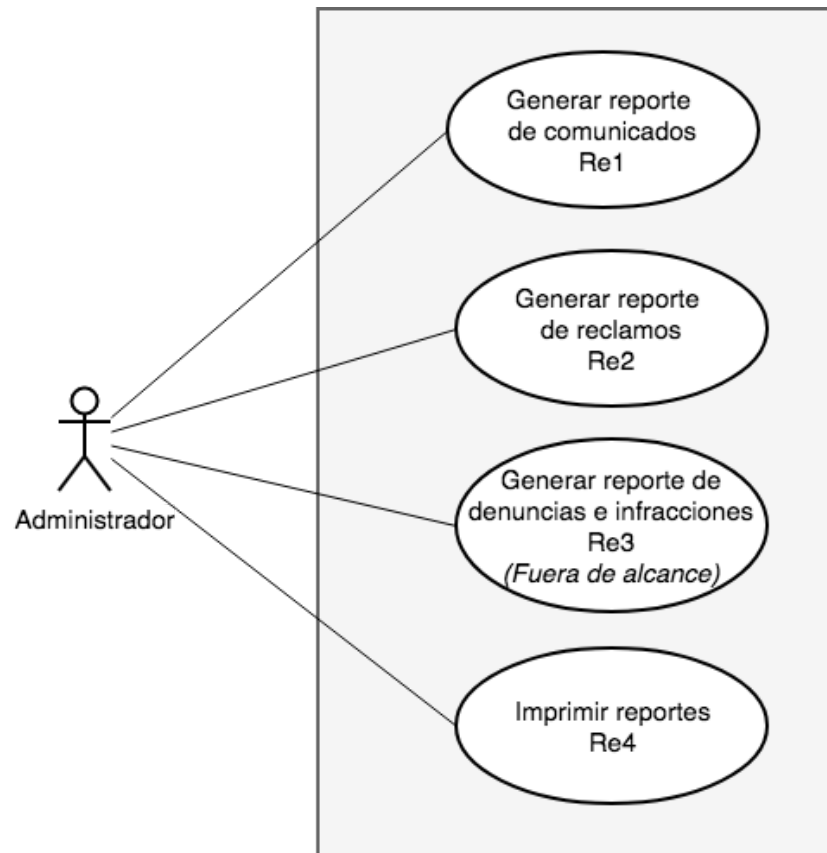 Generar reporte
de comunicados
Re1
Generar reporte
de reclamos
Re2
Administrador
Generar reporte de
denuncias e infracciones
Re3
(Fuera de alcance)
Imprimir reportes
Re4